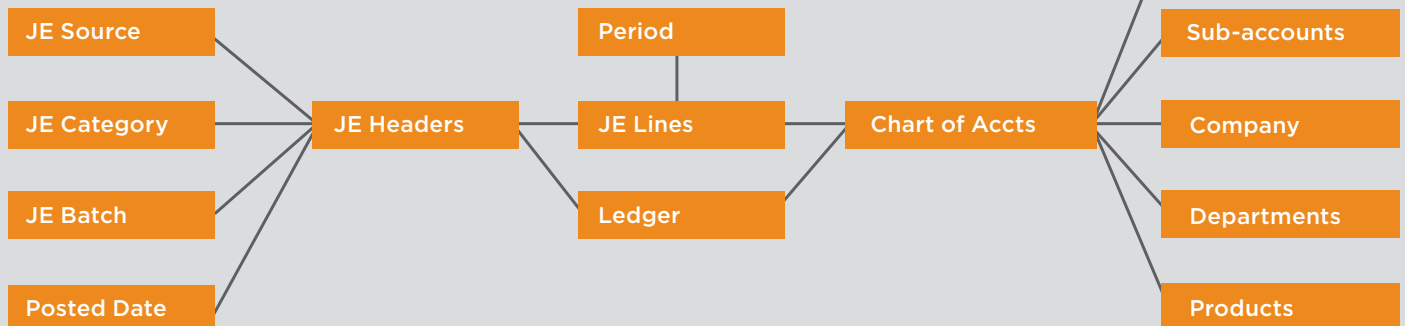 JE Source
Period
Sub-accounts
JE Category
JE Headers
JE Lines
Chart of Accts
Company
JE Batch
Ledger
Departments
Posted Date
Products